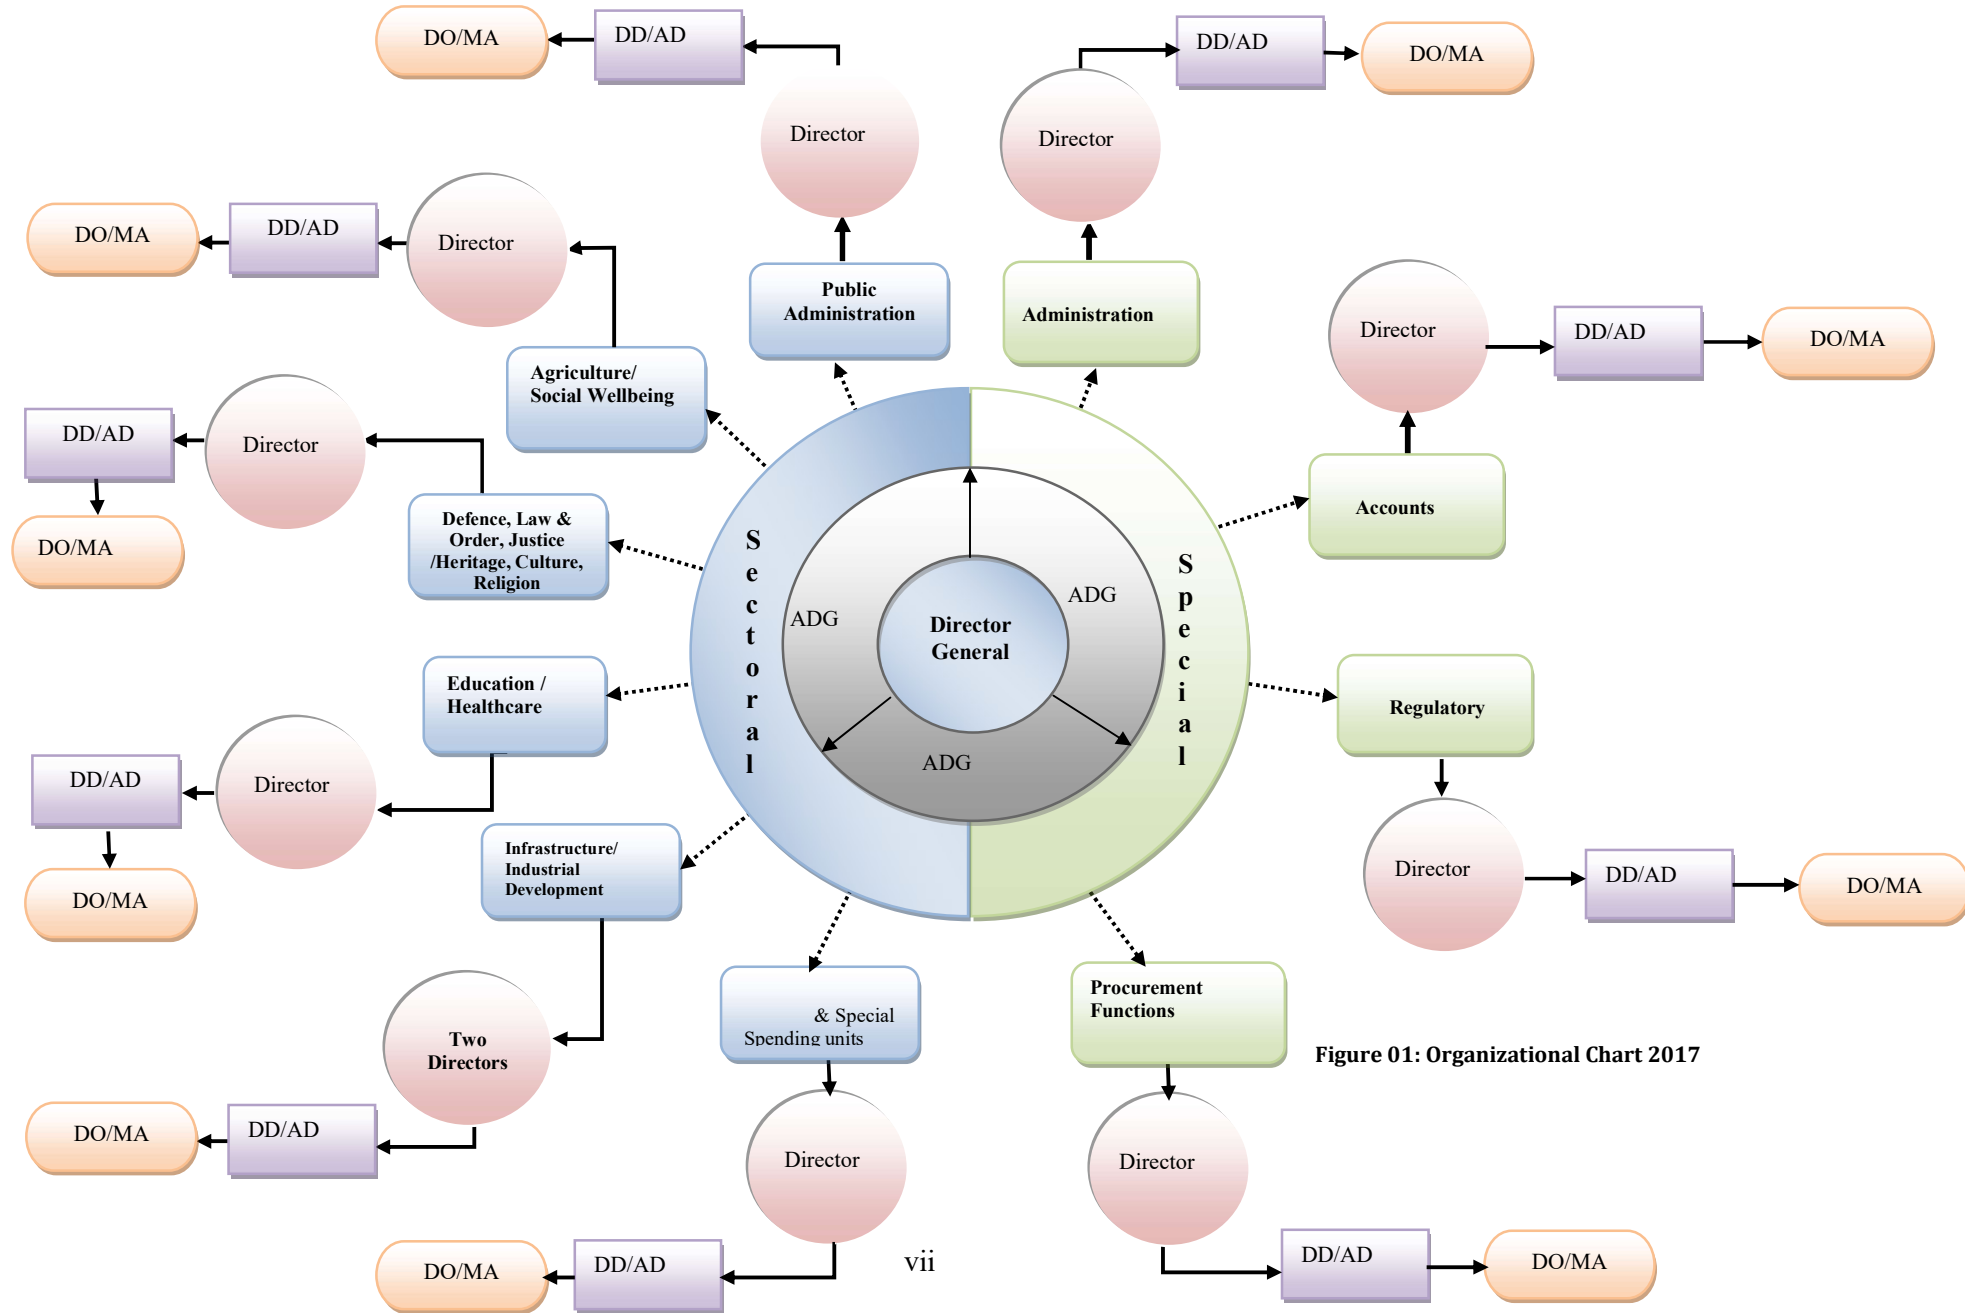 DO/MA
DD/AD
Director
Public
Administration
DD/AD
DO/MA
Director
Administration
DO/MA
DD/AD
Director
Agriculture/
Social Wellbeing
Director
DD/AD
DO/MA
Accounts
DD/AD
Director
DO/MA
Defence, Law &
Order, Justice
/Heritage, Culture,
Religion
Sectoral
Special
ADG
ADG
ADG
Director
General
Education /
Healthcare
Director
DD/AD
DO/MA
Regulatory
Director
DD/AD
DO/MA
Infrastructure/
Industrial
Development
Two
Directors
DD/AD
DO/MA
& Special
Spending units
Director
DD/AD
DO/MA
Procurement
Functions
Director
DD/AD
DO/MA
Figure 01: Organizational Chart 2017
vii